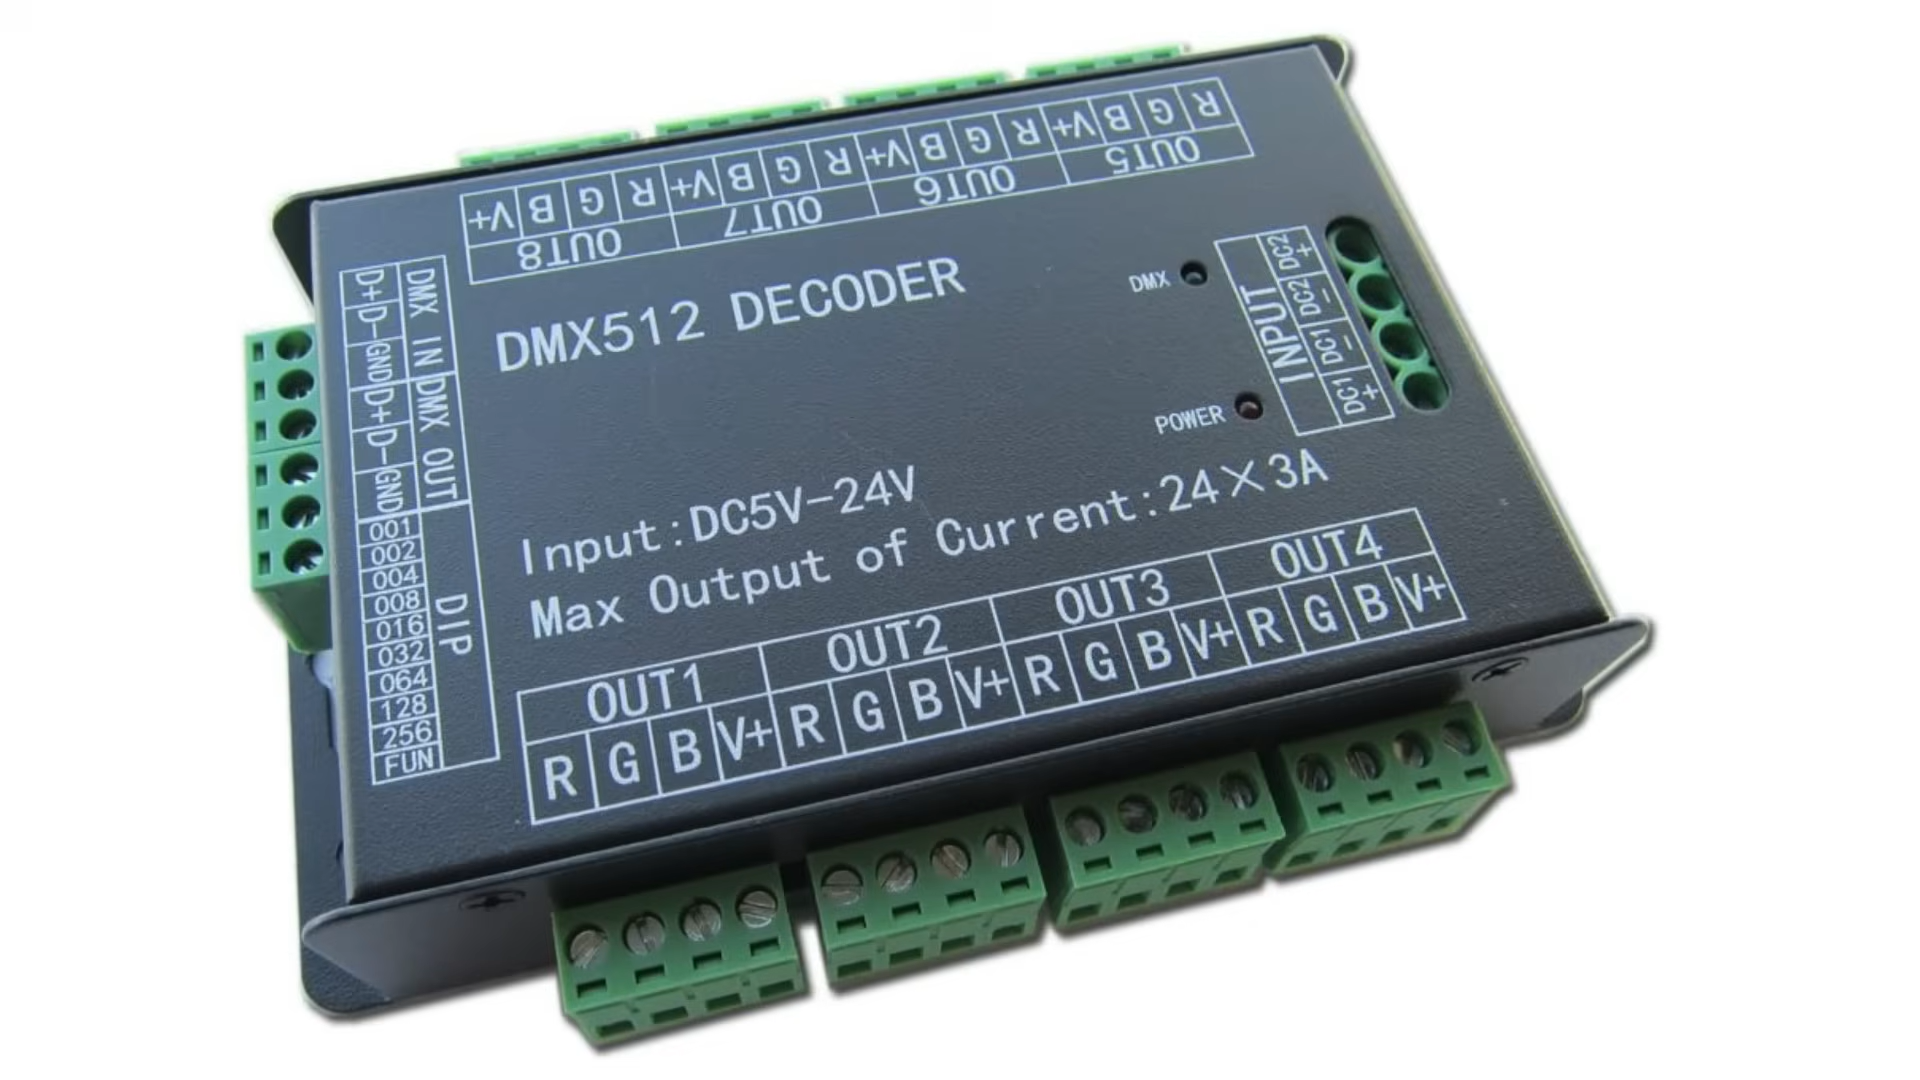 R G B V+ R G B V+ R G B V+ R G B V+
OUT5 OUT6 OUT7 OUT8
DMX IN
D+ D- GND
DMX OUT
D+ D- GND
DIP
001
002
004
008
016
032
064
128
256
FUN
DMX512 DECODER
DMX
POWER
INPUT
DC2 +
DC2 -
DC1 -
DC1 +
Input:DC5V-24V
Max Output of Current:24×3A
OUT1 OUT2 OUT3 OUT4
R G B V+ R G B V+ R G B V+ R G B V+